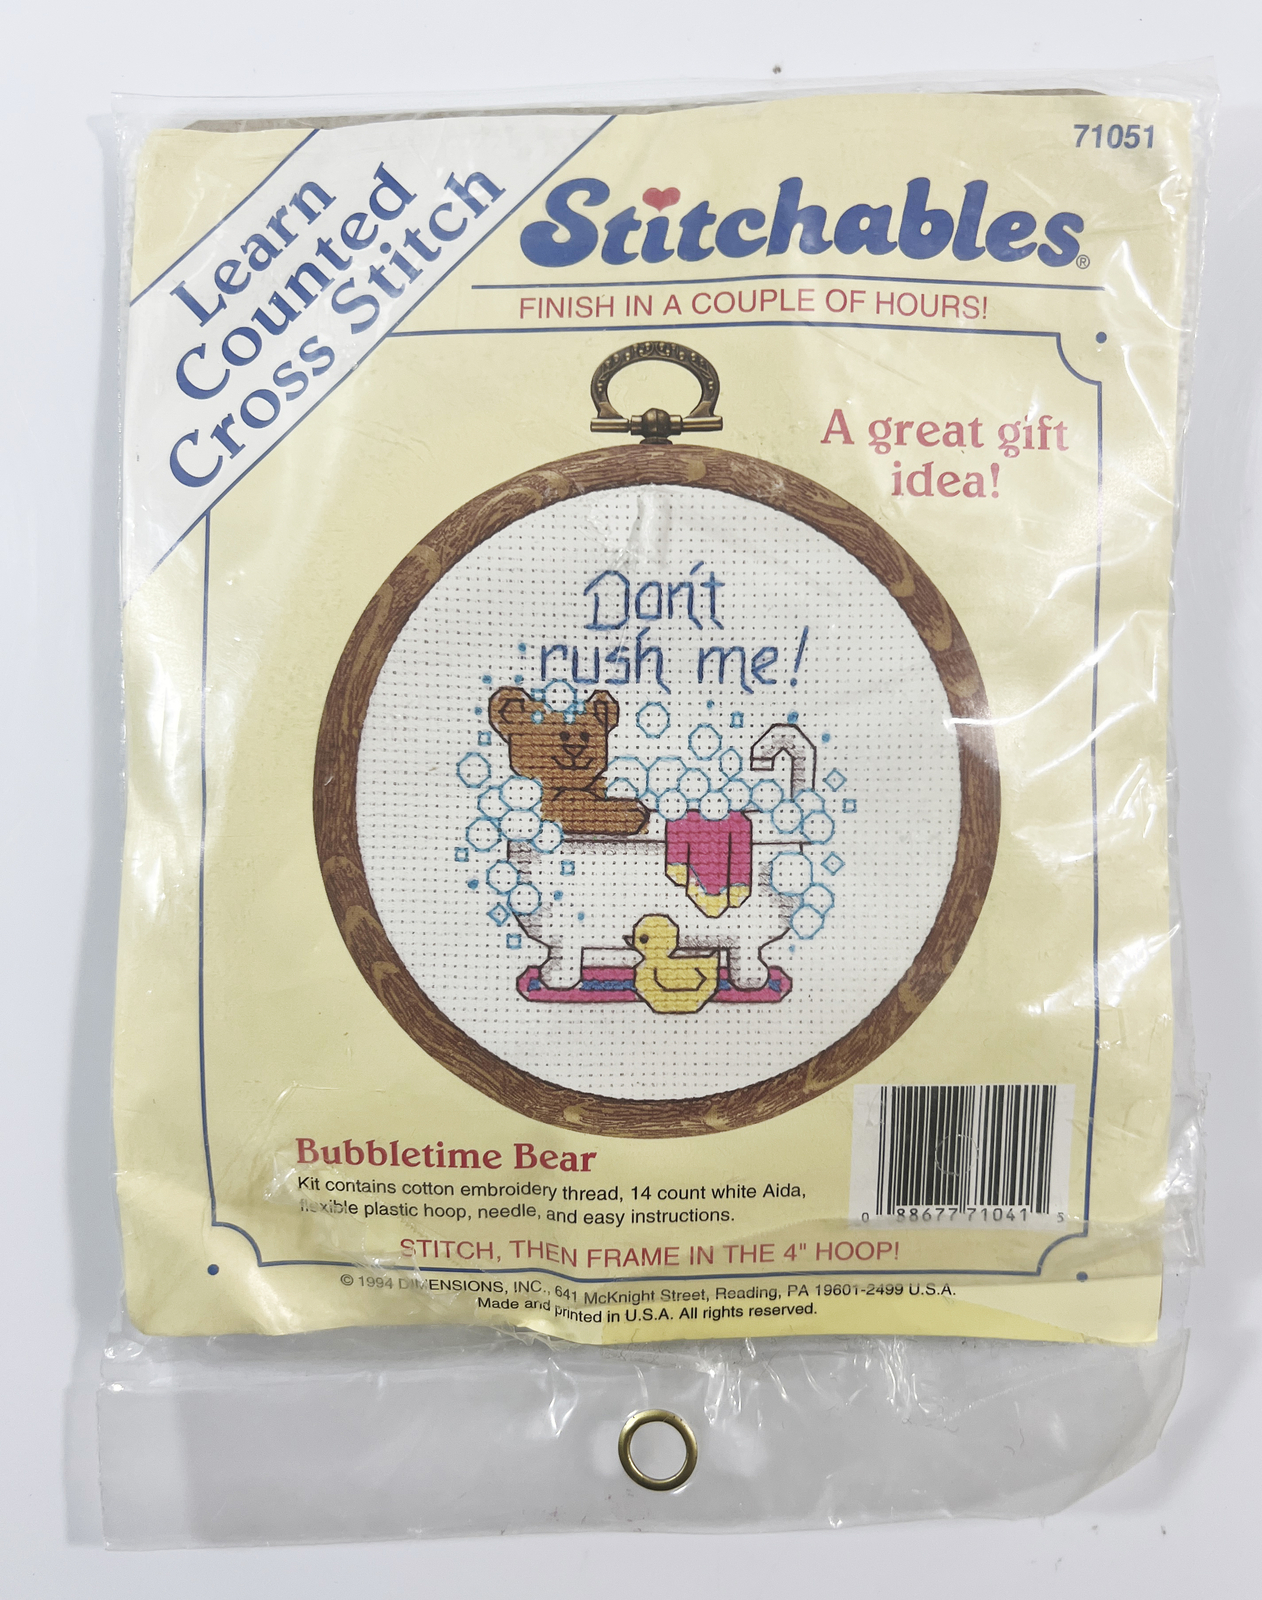 71051
Learn
Counted
Cross Stitch
Stitchables®
FINISH IN A COUPLE OF HOURS!
A great gift
idea!
Don't
rush me!
Bubbletime Bear
Kit contains cotton embroidery thread, 14 count white Aida,
flexible plastic hoop, needle, and easy instructions.
0 88677 71041 5
STITCH, THEN FRAME IN THE 4" HOOP!
© 1994 DIMENSIONS, INC., 641 McKnight Street, Reading, PA 19601-2499 U.S.A.
Made and printed in U.S.A. All rights reserved.